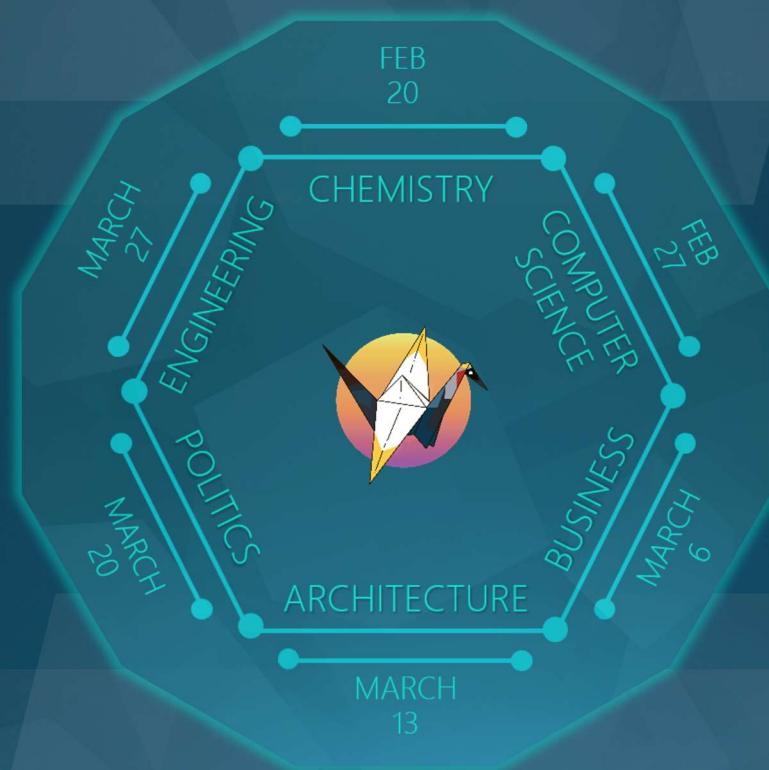 FEB
20
CHEMISTRY
FEB
27
COMPUTER
SCIENCE
MARCH
6
BUSINESS
ARCHITECTURE
MARCH
13
MARCH
20
POLITICS
MARCH
27
ENGINEERING